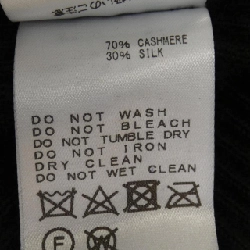 70% CASHMERE
30% SILK
DO NOT WASH
DO NOT BLEACH
DO NOT TUMBLE DRY
DO NOT IRON
DRY CLEAN
DO NOT WET CLEAN
F
W